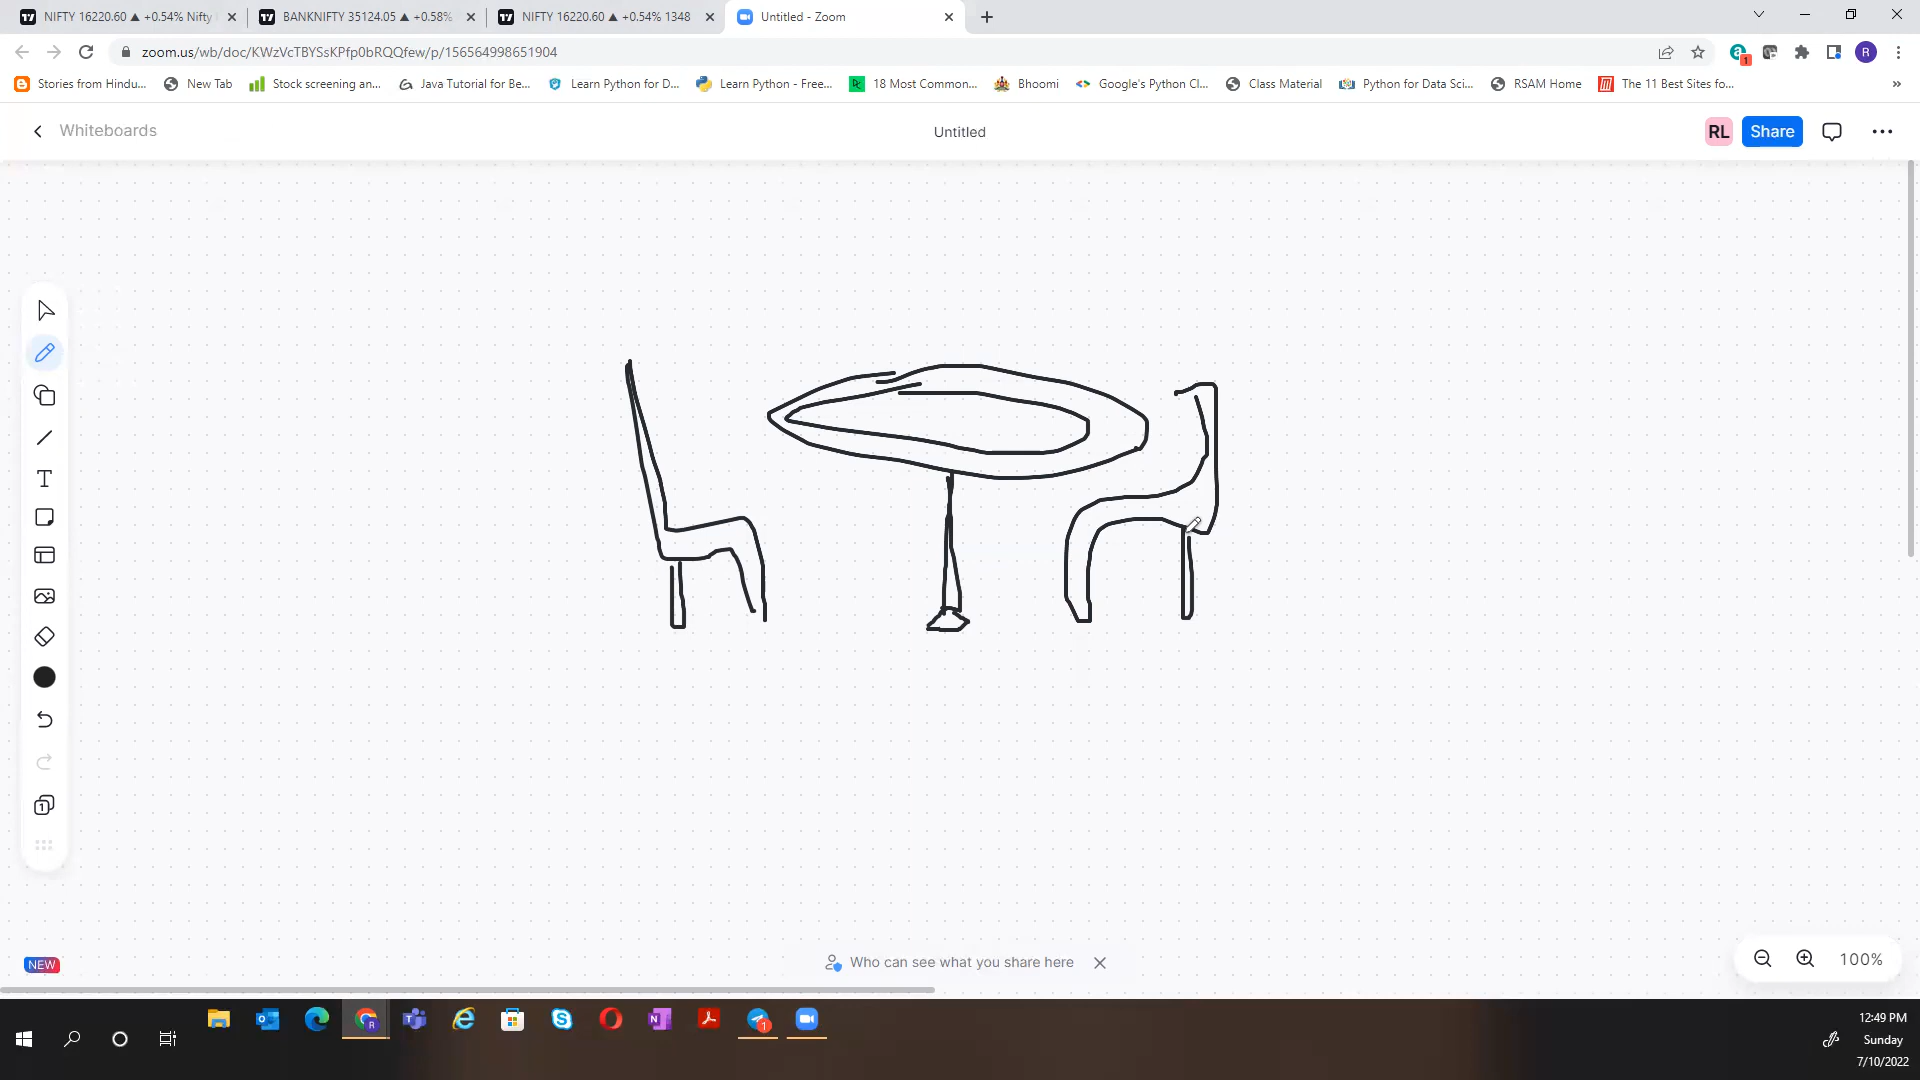 NIFTY 16220.60 ▲ +0.54% Nifty
BANKNIFTY 35124.05 ▲ +0.58%
NIFTY 16220.60 ▲ +0.54% 1348
Untitled - Zoom
zoom.us/wb/doc/KWzVcTBYSsKPfp0bRQQfew/p/156564998651904
1
R
Stories from Hindu...
New Tab
Stock screening an...
Java Tutorial for Be...
Learn Python for D...
Learn Python - Free...
18 Most Common...
Bhoomi
Google's Python Cl...
Class Material
Python for Data Sci...
RSAM Home
The 11 Best Sites fo...
»
Whiteboards
Untitled
RL
Share
T
1
NEW
Who can see what you share here
100%
R
1
12:49 PM
Sunday
7/10/2022